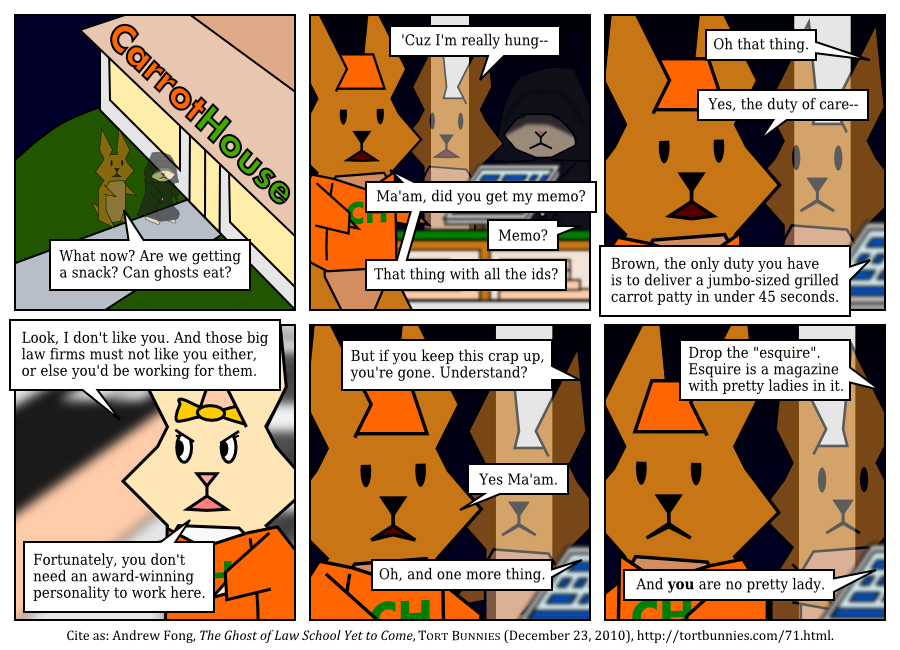 CarrotHouse
What now? Are we getting
a snack? Can ghosts eat?
'Cuz I'm really hung--
Ma'am, did you get my memo?
CH
Memo?
That thing with all the ids?
Oh that thing.
Yes, the duty of care--
Brown, the only duty you have
is to deliver a jumbo-sized grilled
carrot patty in under 45 seconds.
Look, I don't like you. And those big
law firms must not like you either,
or else you'd be working for them.
Fortunately, you don't
need an award-winning
personality to work here.
But if you keep this crap up,
you're gone. Understand?
Yes Ma'am.
Oh, and one more thing.
CH
Drop the "esquire".
Esquire is a magazine
with pretty ladies in it.
And you are no pretty lady.
CH
Cite as: Andrew Fong, The Ghost of Law School Yet to Come, TORT BUNNIES (December 23, 2010), http://tortbunnies.com/71.html.